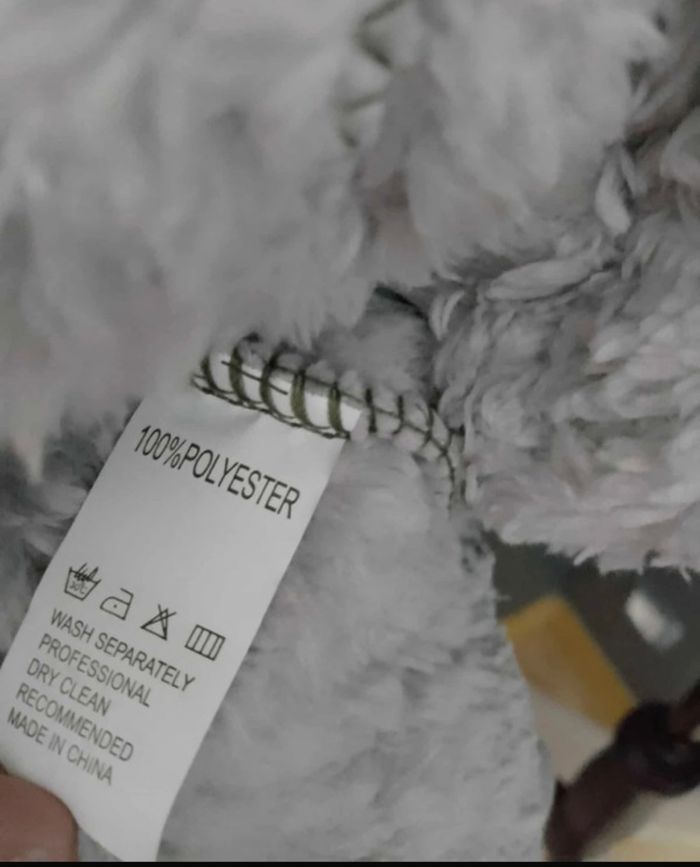 100%POLYESTER
WASH SEPARATELY
PROFESSIONAL
DRY CLEAN
RECOMMENDED
MADE IN CHINA